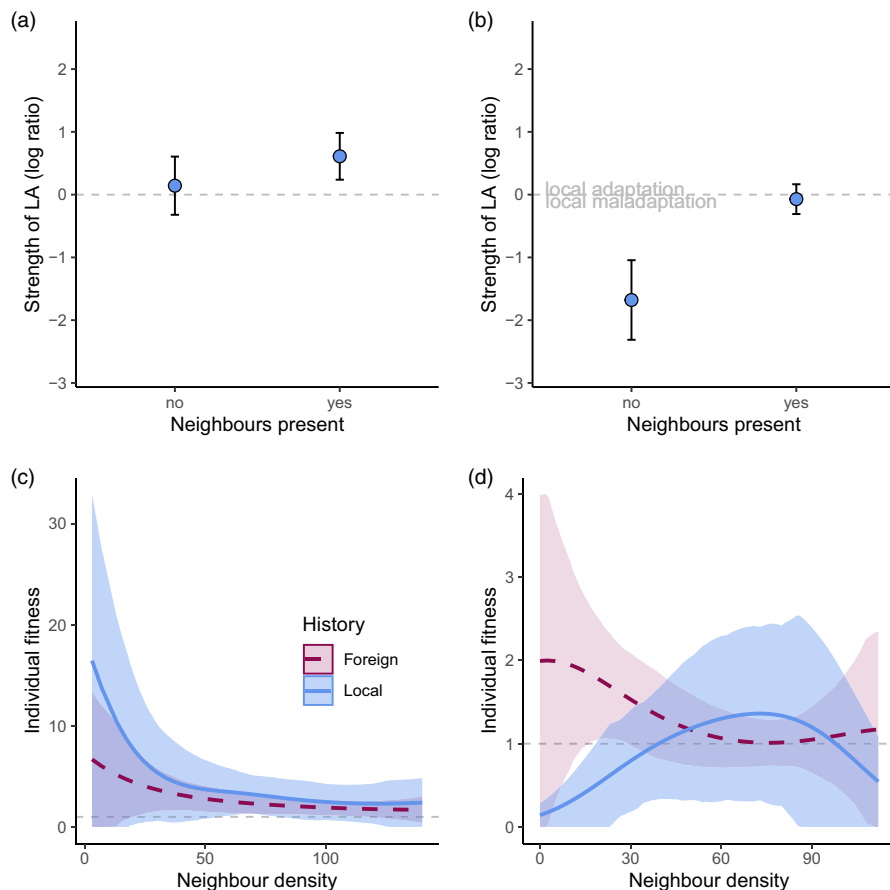 (a)
Strength of LA (log ratio)
2
1
0
−1
−2
−3
no
yes
Neighbours present
(b)
Strength of LA (log ratio)
2
1
0
−1
−2
−3
local adaptation
local maladaptation
no
yes
Neighbours present
(c)
Individual fitness
30
20
10
0
0
50
100
Neighbour density
History
Foreign
Local
(d)
Individual fitness
4
3
2
1
0
0
30
60
90
Neighbour density